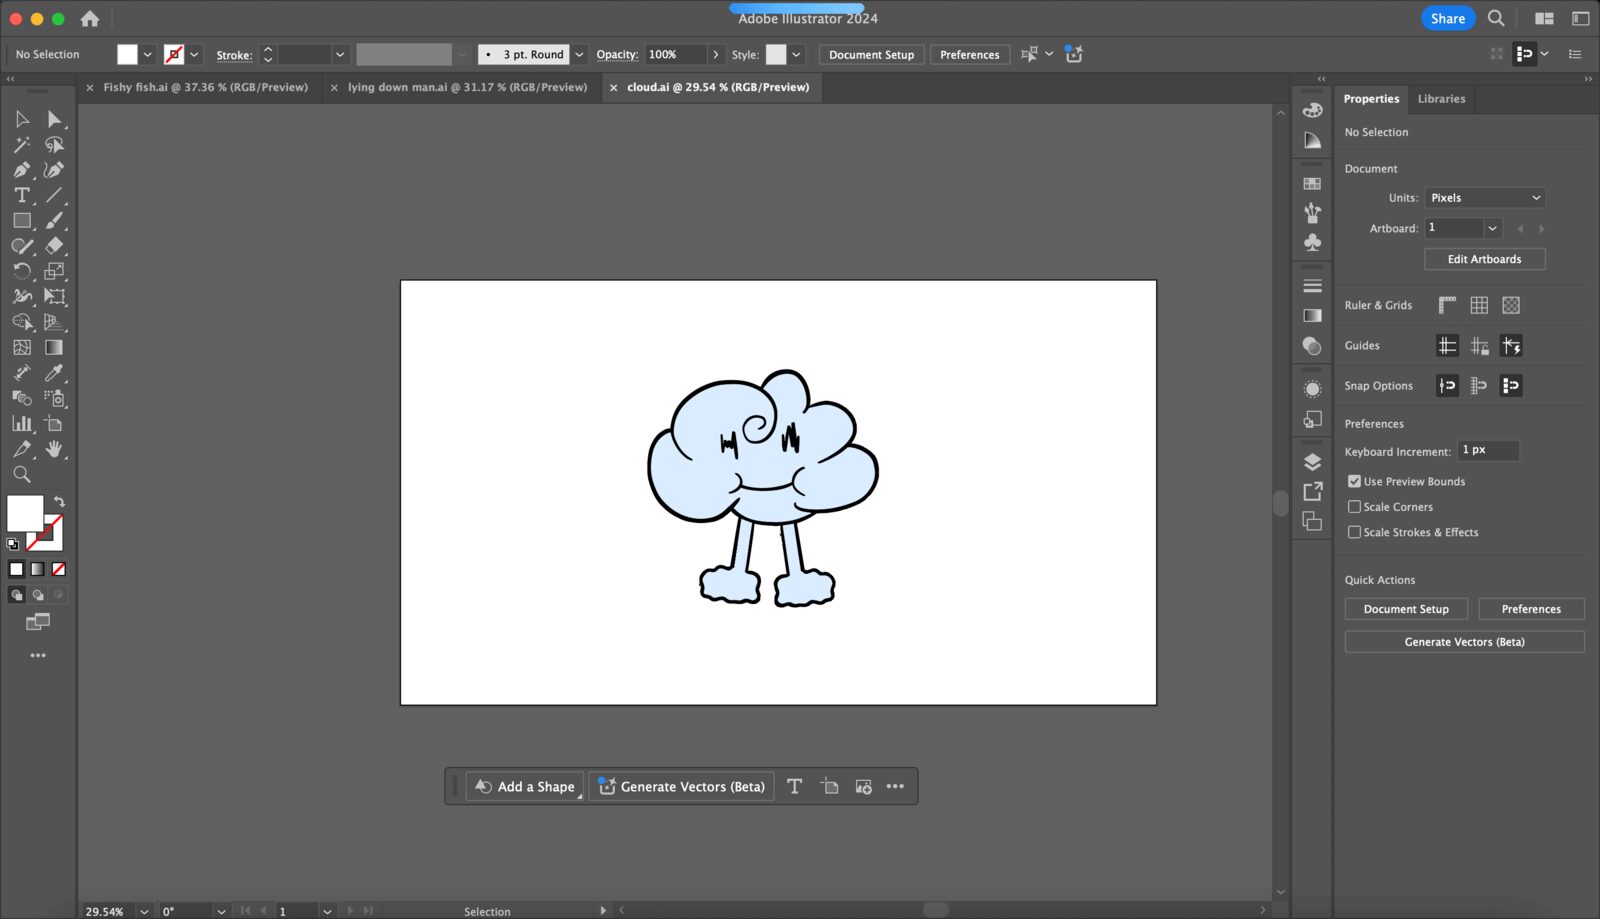 Adobe Illustrator 2024
Share
No Selection
Stroke:
3 pt. Round
Opacity:
100%
Style:
Document Setup
Preferences
Fishy fish.ai @ 37.36 % (RGB/Preview)
lying down man.ai @ 31.17 % (RGB/Preview)
cloud.ai @ 29.54 % (RGB/Preview)
Properties
Libraries
No Selection
Document
Units: Pixels
Artboard: 1
Edit Artboards
Ruler & Grids
Guides
Snap Options
Preferences
Keyboard Increment: 1 px
Use Preview Bounds
Scale Corners
Scale Strokes & Effects
Quick Actions
Document Setup
Preferences
Generate Vectors (Beta)
Add a Shape
Generate Vectors (Beta)
29.54%
0°
1
Selection